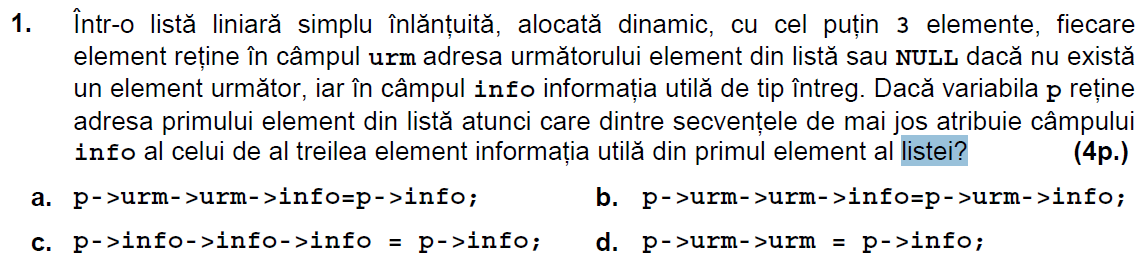 1. Într-o listă liniară simplu înlănţuită, alocată dinamic, cu cel puţin 3 elemente, fiecare
element reţine în câmpul urm adresa următorului element din listă sau NULL dacă nu există
un element următor, iar în câmpul info informaţia utilă de tip întreg. Dacă variabila p reţine
adresa primului element din listă atunci care dintre secvenţele de mai jos atribuie câmpului
info al celui de al treilea element informaţia utilă din primul element al listei? (4p.)
a. p->urm->urm->info=p->info; b. p->urm->urm->info=p->urm->info;
c. p->info->info->info = p->info; d. p->urm->urm = p->info;